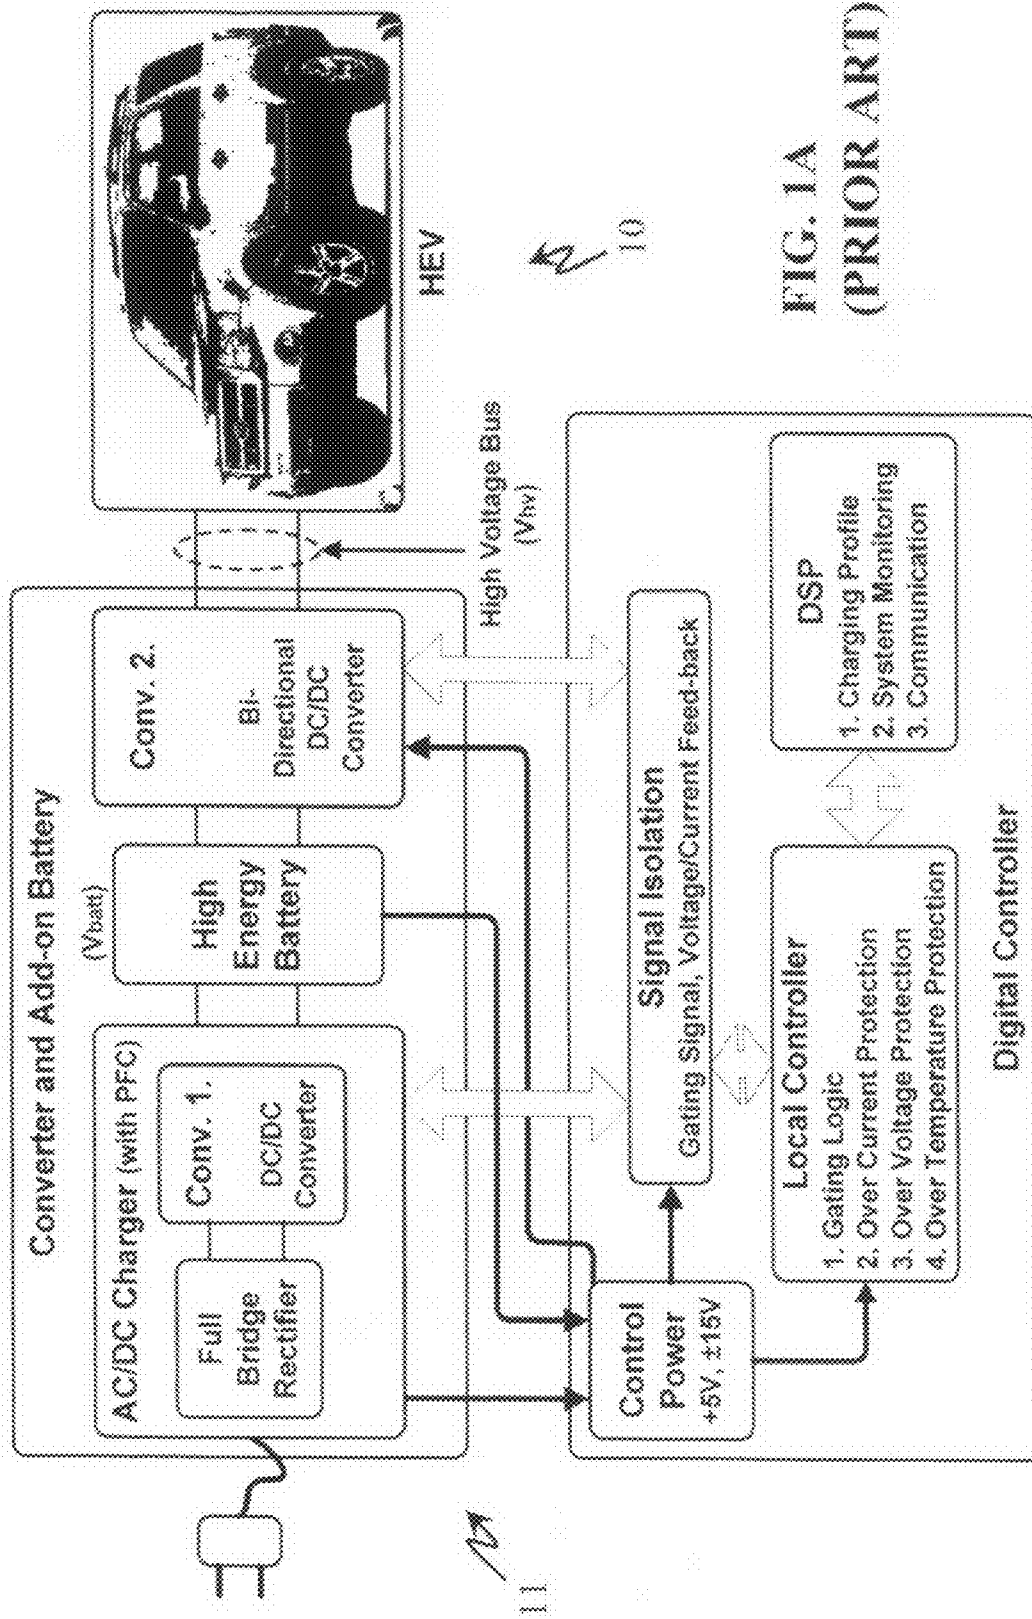 Converter and Add-on Battery
AC/DC Charger (with PFC)
Full
Bridge
Rectifier
Conv. 1.
DC/DC
Converter
(Vbatt)
High
Energy
Battery
Conv. 2.
Bi-
Directional
DC/DC
Converter
High Voltage Bus
(Vhv)
HEV
10
11
Control
Power
+5V, ±15V
Signal Isolation
Gating Signal, Voltage/Current Feed-back
Local Controller
1. Gating Logic
2. Over Current Protection
3. Over Voltage Protection
4. Over Temperature Protection
DSP
1. Charging Profile
2. System Monitoring
3. Communication
Digital Controller
FIG. 1A
(PRIOR ART)